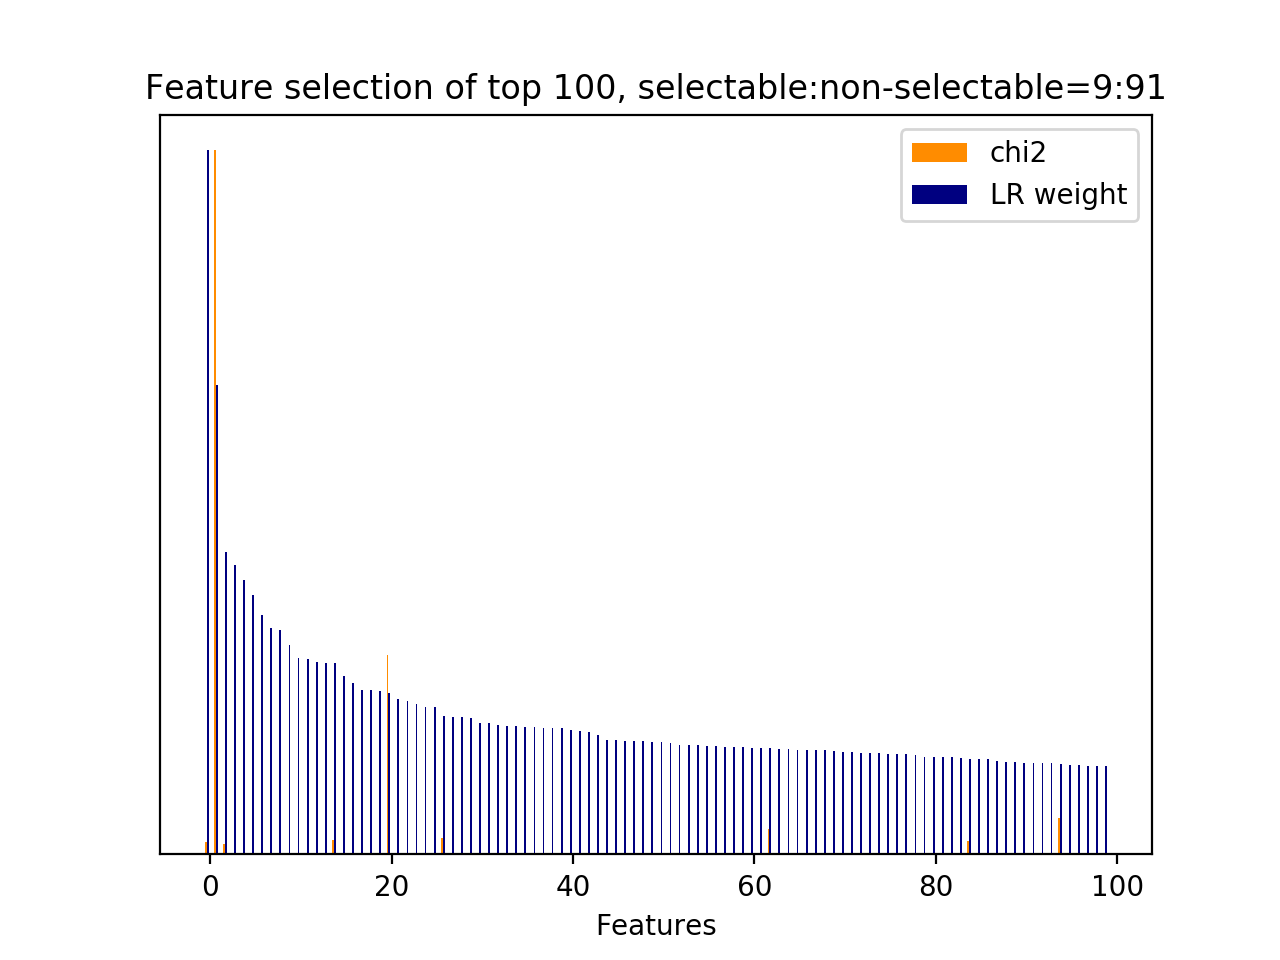 Feature selection of top 100, selectable:non-selectable=9:91
chi2
LR weight
0 20 40 60 80 100
Features